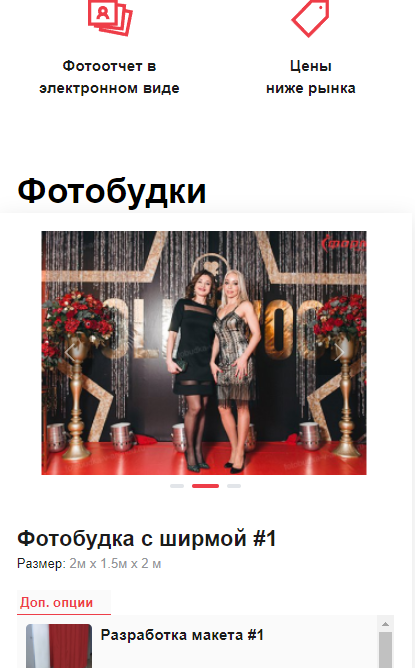 Фотоотчет в
электронном виде
Цены
ниже рынка
Фотобудки
Фотобудка с ширмой #1
Размер: 2м x 1.5м x 2 м
Доп. опции
Разработка макета #1